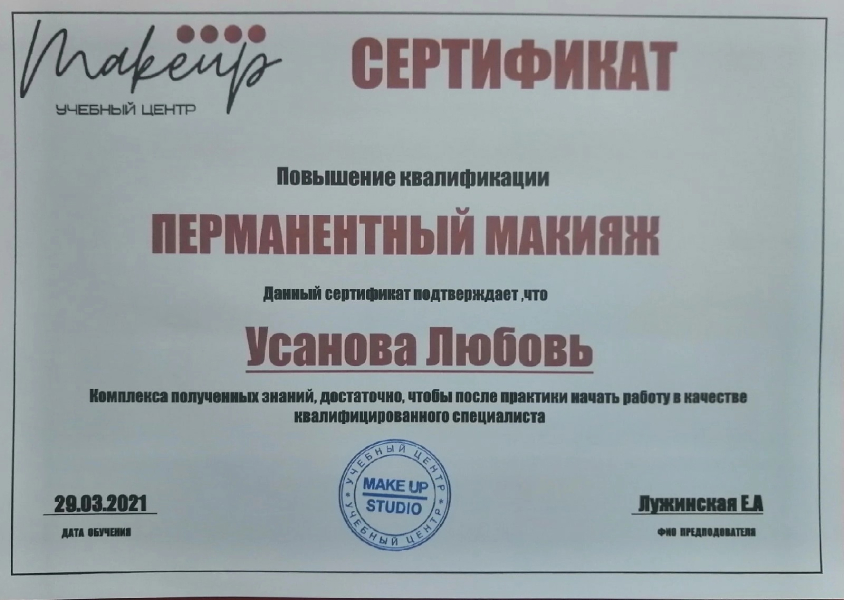 Makeup
УЧЕБНЫЙ ЦЕНТР
СЕРТИФИКАТ
Повышение квалификации
ПЕРМАНЕНТНЫЙ МАКИЯЖ
Данный сертификат подтверждает ,что
Усанова Любовь
Комплекса полученных знаний, достаточно, чтобы после практики начать работу в качестве
квалифицированного специалиста
УЧЕБНЫЙ ЦЕНТР
MAKE UP
STUDIO
УЧЕБНЫЙ ЦЕНТР
29.03.2021
ДАТА ОБУЧЕНИЯ
Лужинская Е.А
ФИО ПРЕДПОДОВАТЕЛЯ